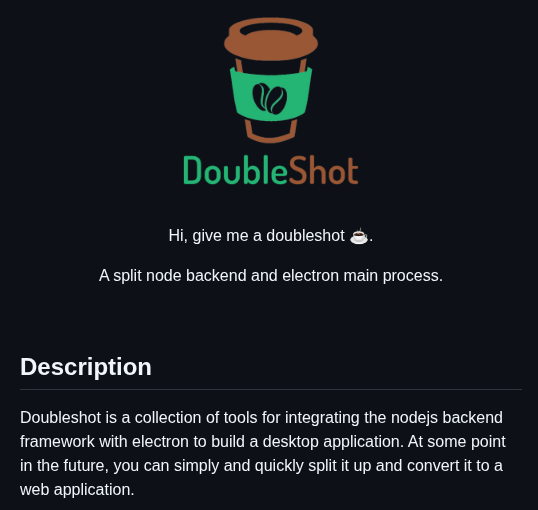 DoubleShot
Hi, give me a doubleshot ☕.
A split node backend and electron main process.
Description
Doubleshot is a collection of tools for integrating the nodejs backend
framework with electron to build a desktop application. At some point
in the future, you can simply and quickly split it up and convert it to a
web application.